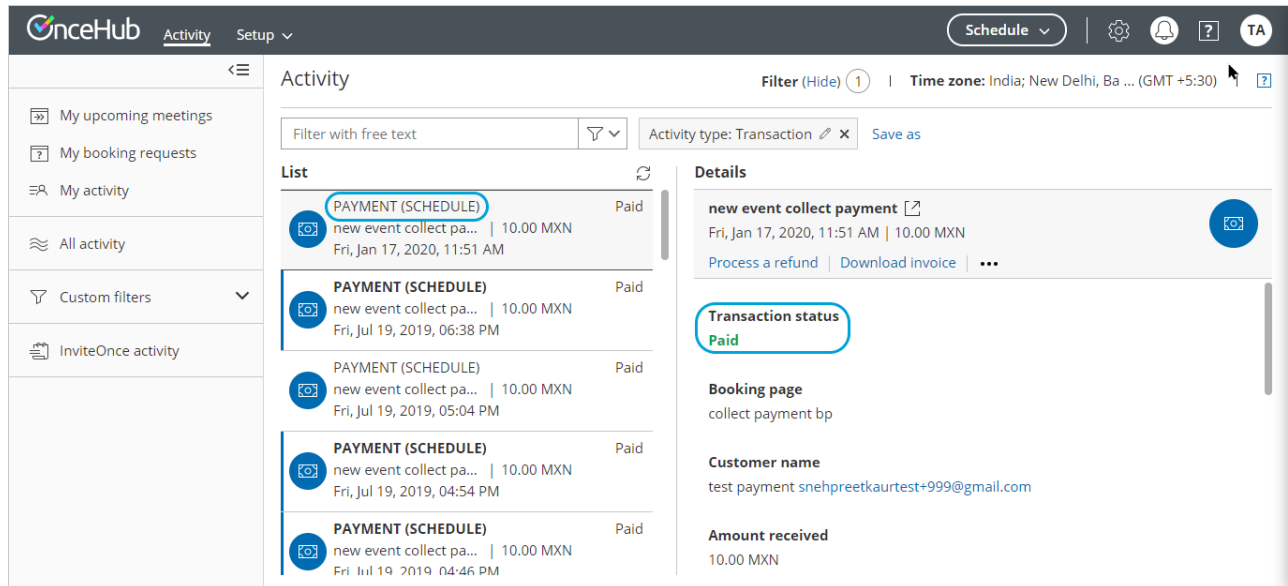 OnceHub
Activity
Setup
Schedule
?
TA
My upcoming meetings
My booking requests
My activity
All activity
Custom filters
InviteOnce activity
Activity
Filter (Hide) 1 | Time zone: India; New Delhi, Ba ... (GMT +5:30) | ?
Filter with free text
Activity type: Transaction
Save as
List
PAYMENT (SCHEDULE) Paid
new event collect pa... | 10.00 MXN
Fri, Jan 17, 2020, 11:51 AM
PAYMENT (SCHEDULE) Paid
new event collect pa... | 10.00 MXN
Fri, Jul 19, 2019, 06:38 PM
PAYMENT (SCHEDULE) Paid
new event collect pa... | 10.00 MXN
Fri, Jul 19, 2019, 05:04 PM
PAYMENT (SCHEDULE) Paid
new event collect pa... | 10.00 MXN
Fri, Jul 19, 2019, 04:54 PM
PAYMENT (SCHEDULE) Paid
new event collect pa... | 10.00 MXN
Fri, Jul 19, 2019, 04:46 PM
Details
new event collect payment
Fri, Jan 17, 2020, 11:51 AM | 10.00 MXN
Process a refund | Download invoice | •••
Transaction status
Paid
Booking page
collect payment bp
Customer name
test payment snehpreetkaurtest+999@gmail.com
Amount received
10.00 MXN